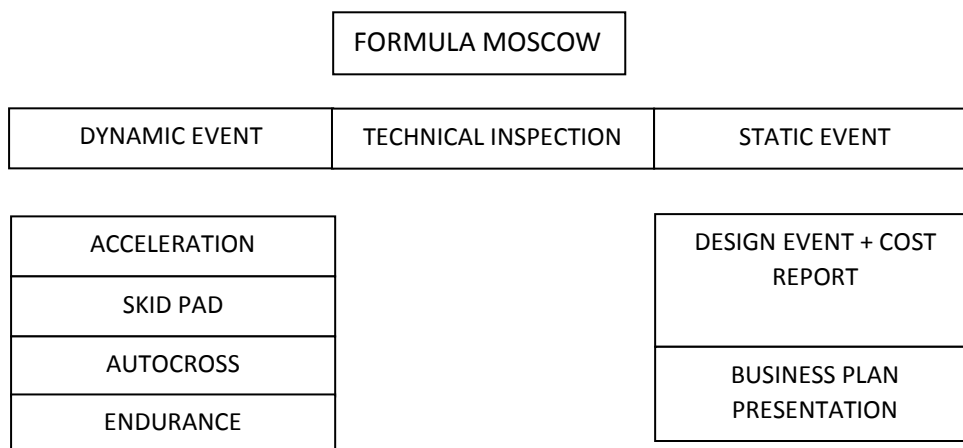 FORMULA MOSCOW
DYNAMIC EVENT
TECHNICAL INSPECTION
STATIC EVENT
ACCELERATION
SKID PAD
AUTOCROSS
ENDURANCE
DESIGN EVENT + COST
REPORT
BUSINESS PLAN
PRESENTATION